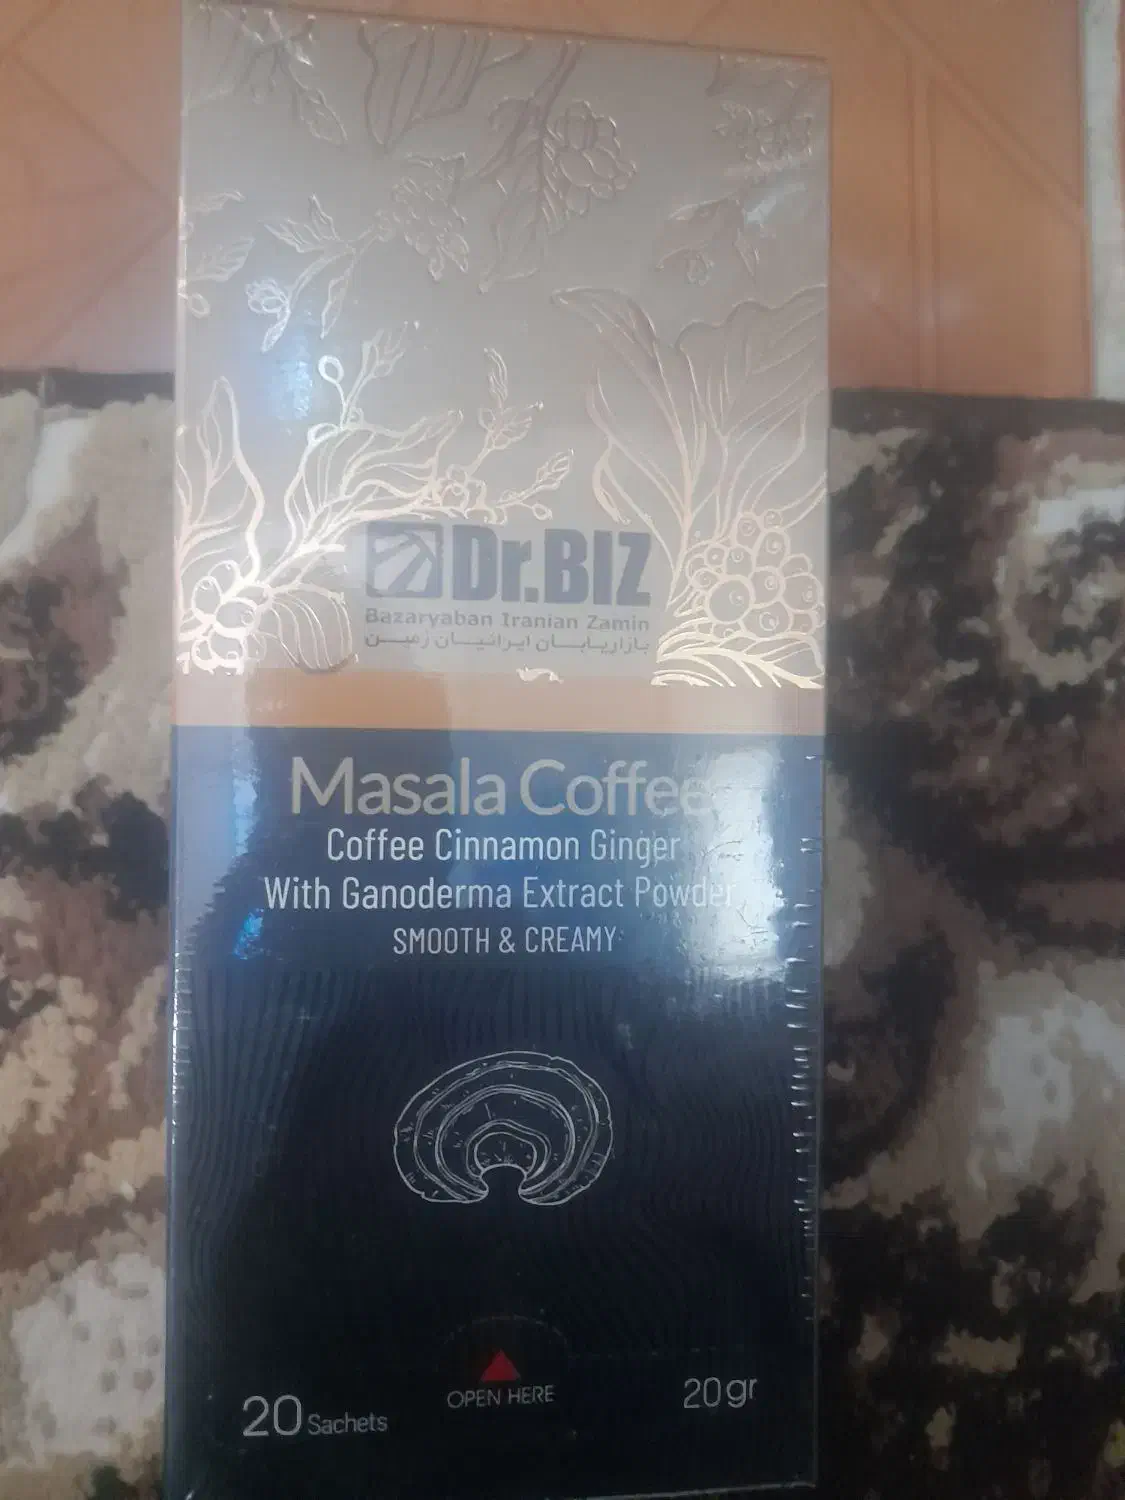 Dr.BIZ
Bazaryaban Iranian Zamin
بازاریابان ایرانیان زمین
Masala Coffee
Coffee Cinnamon Ginger
With Ganoderma Extract Powder
SMOOTH & CREAMY
OPEN HERE
20 Sachets
20gr